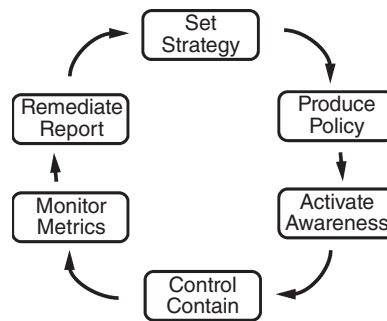 Set
Strategy
Produce
Policy
Activate
Awareness
Control
Contain
Monitor
Metrics
Remediate
Report